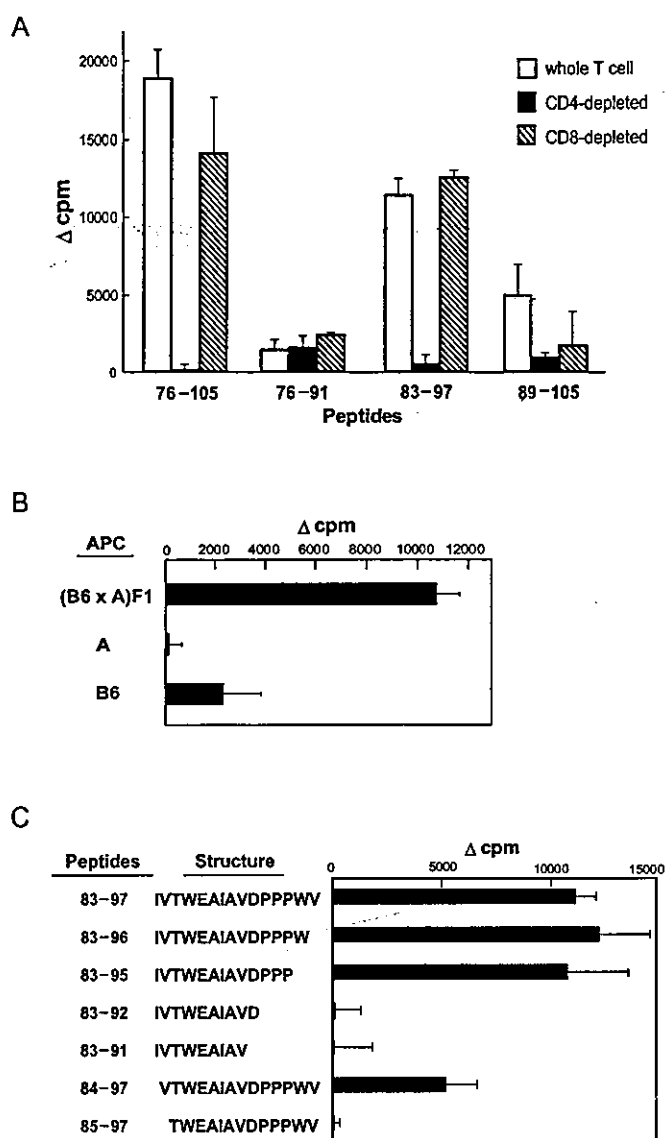 A
Δ cpm
20000
15000
10000
5000
0
whole T cell
CD4-depleted
CD8-depleted
76-105
76-91
83-97
89-105
Peptides
B
Δ cpm
APC
0 2000 4000 6000 8000 10000 12000
(B6 x A)F1
A
B6
C
Δ cpm
Peptides Structure
0 5000 10000 15000
83-97 IVTWEAIAVDPPPWV
83-96 IVTWEAIAVDPPPW
83-95 IVTWEAIAVDPPP
83-92 IVTWEAIAVD
83-91 IVTWEAIAV
84-97 VTWEAIAVDPPPWV
85-97 TWEAIAVDPPPWV